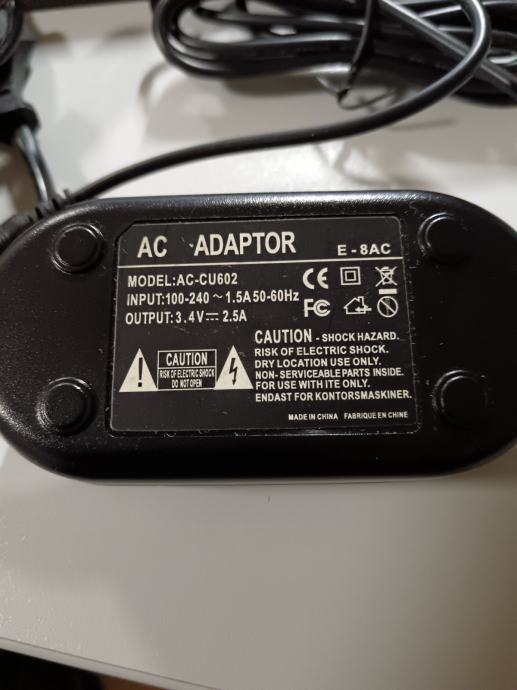 AC ADAPTOR E-8AC
MODEL:AC-CU602
INPUT:100-240 ~ 1.5A 50-60Hz
OUTPUT: 3.4V⎓ 2.5A
CE
FC
CAUTION
RISK OF ELECTRIC SHOCK
DO NOT OPEN
CAUTION - SHOCK HAZARD.
RISK OF ELECTRIC SHOCK.
DRY LOCATION USE ONLY.
NON- SERVICEABLE PARTS INSIDE.
FOR USE WITH ITE ONLY.
ENDAST FOR KONTORSMASKINER.
MADE IN CHINA FABRIQUE EN CHINE